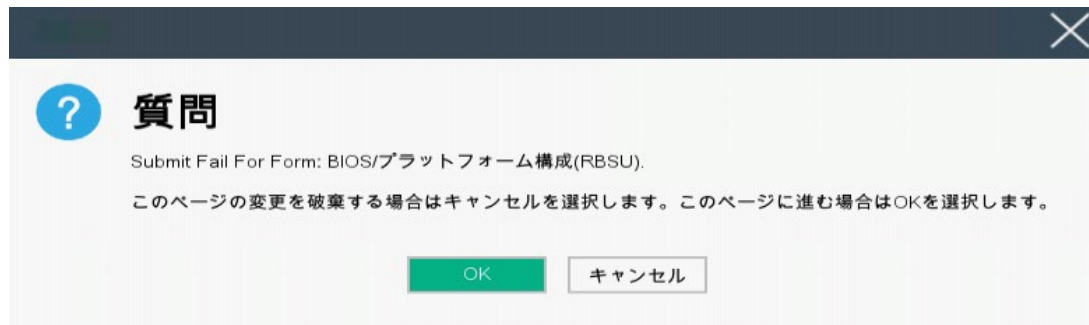 質問
Submit Fail For Form: BIOS/プラットフォーム構成(RBSU).
このページの変更を破棄する場合はキャンセルを選択します。このページに進む場合はOKを選択します。
OK
キャンセル